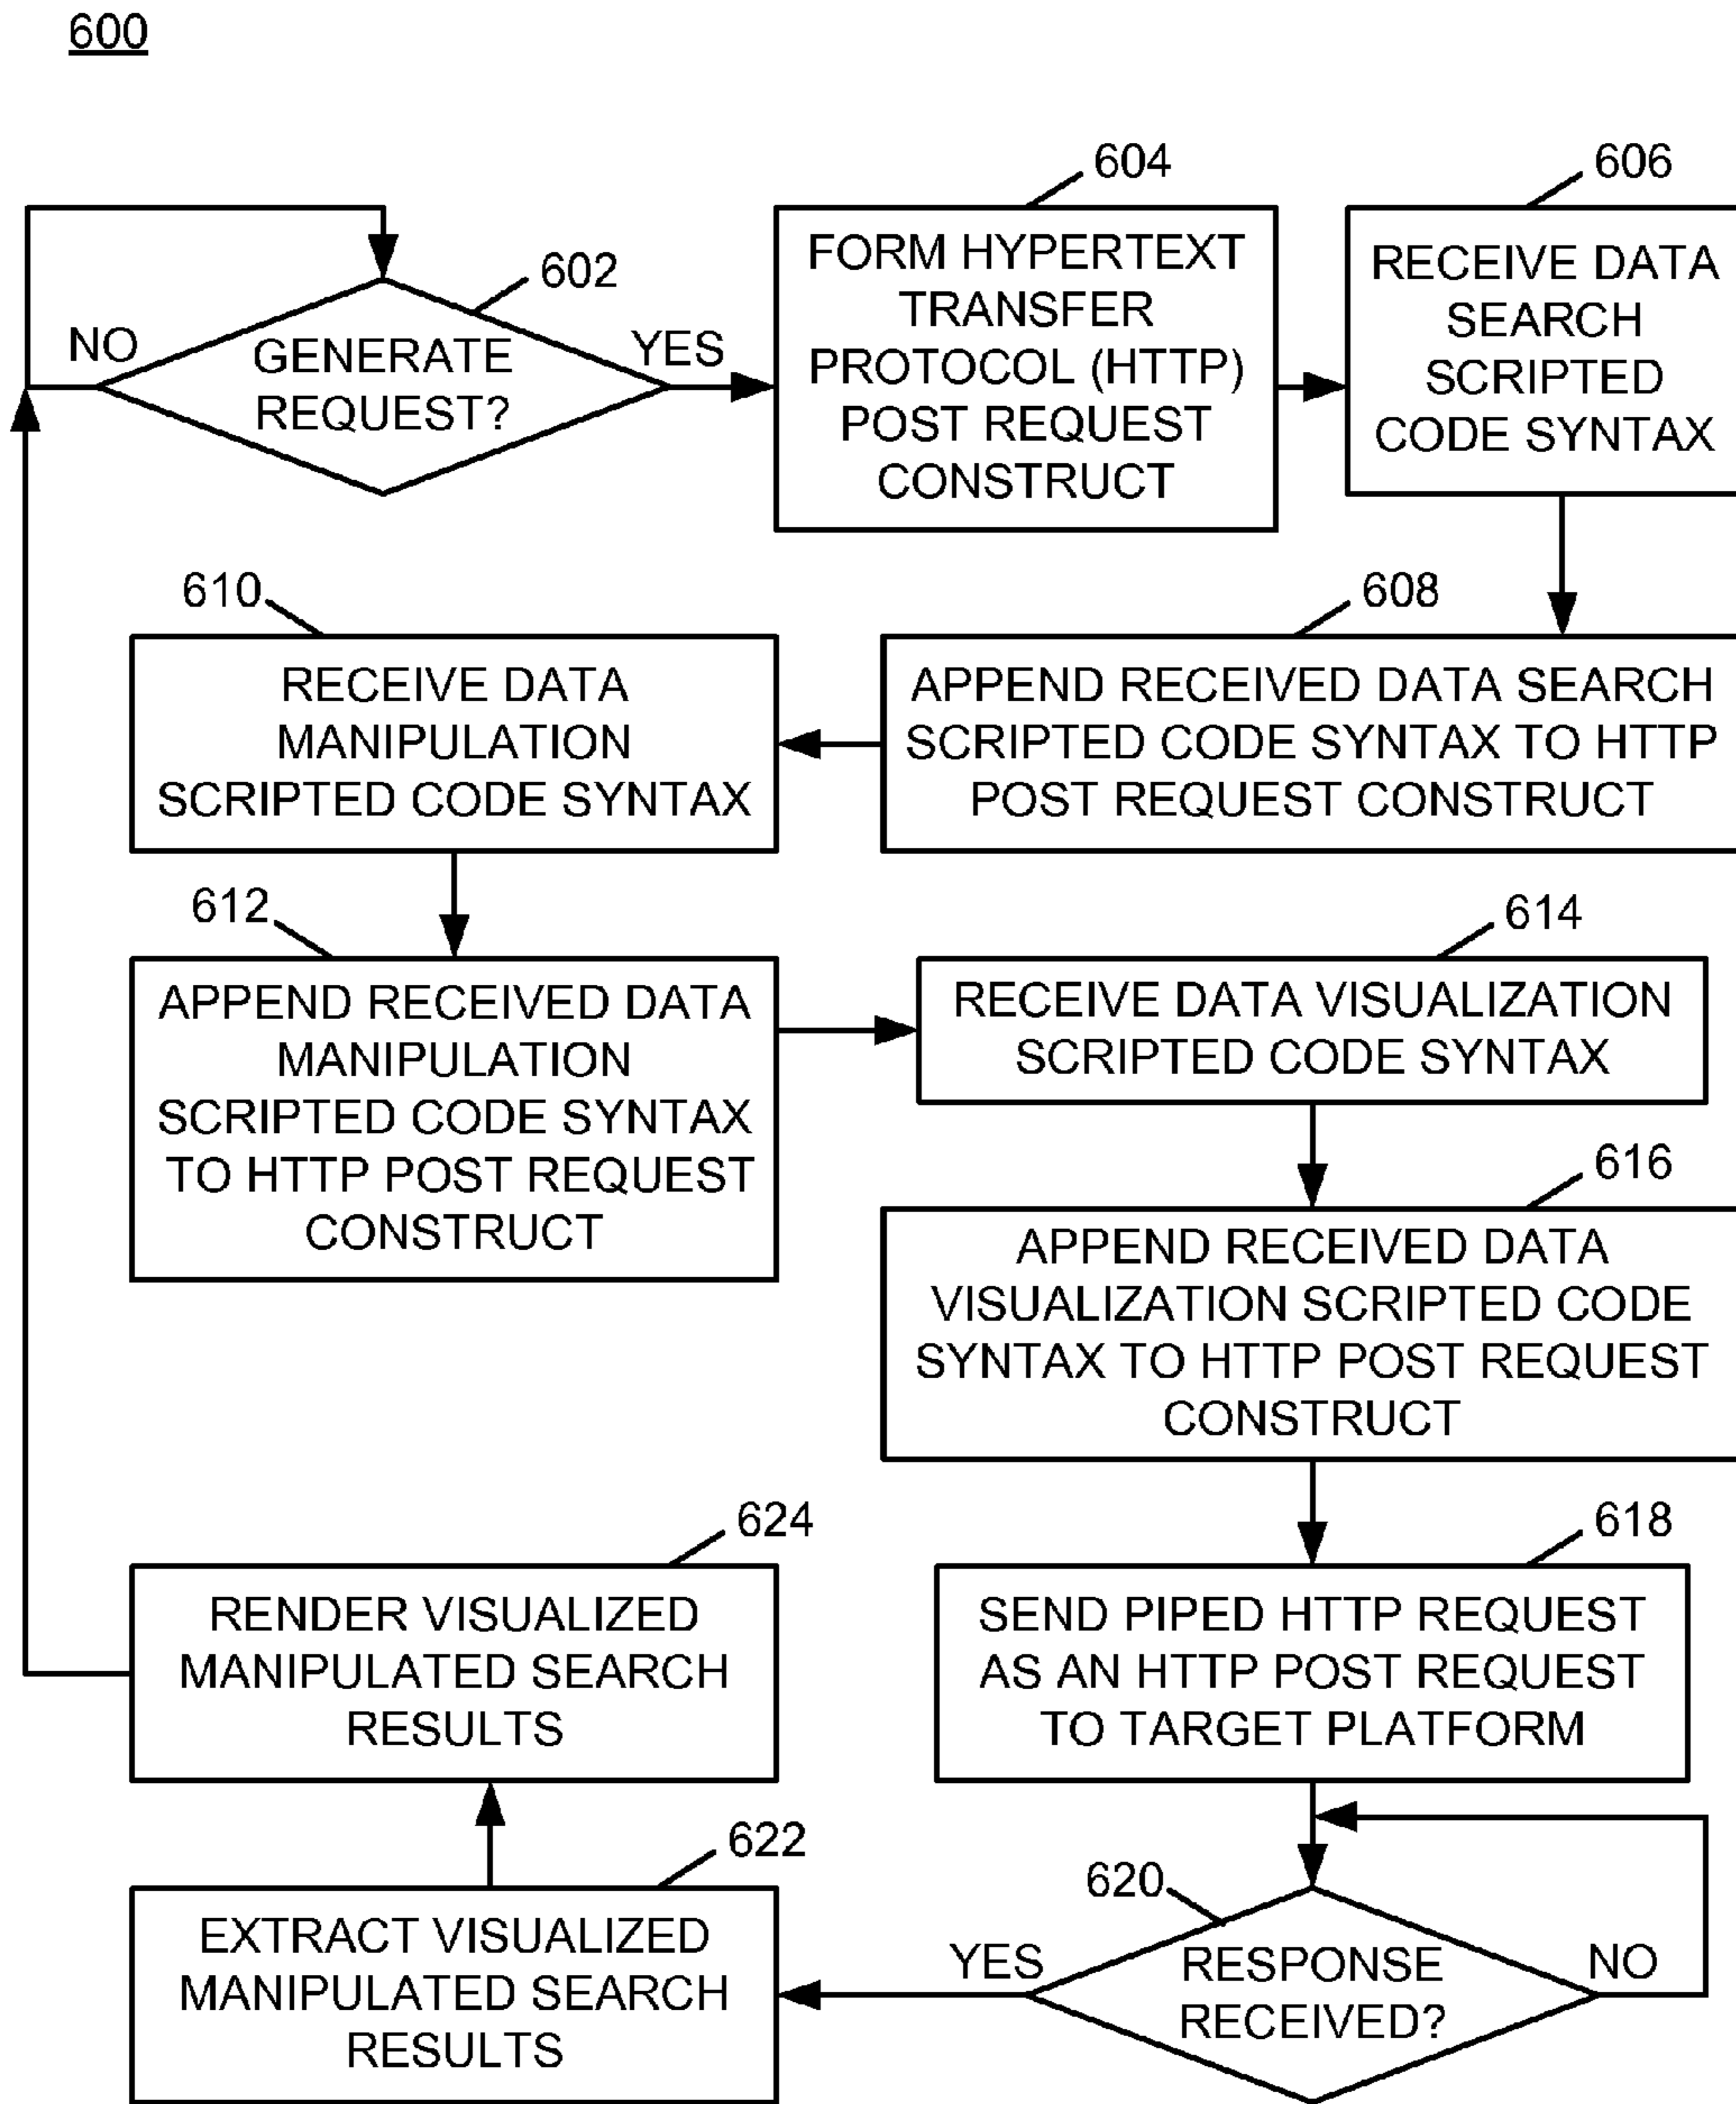 600
602
NO
GENERATE
REQUEST?
YES
604
FORM HYPERTEXT
TRANSFER
PROTOCOL (HTTP)
POST REQUEST
CONSTRUCT
606
RECEIVE DATA
SEARCH
SCRIPTED
CODE SYNTAX
608
APPEND RECEIVED DATA SEARCH
SCRIPTED CODE SYNTAX TO HTTP
POST REQUEST CONSTRUCT
610
RECEIVE DATA
MANIPULATION
SCRIPTED CODE SYNTAX
612
APPEND RECEIVED DATA
MANIPULATION
SCRIPTED CODE SYNTAX
TO HTTP POST REQUEST
CONSTRUCT
614
RECEIVE DATA VISUALIZATION
SCRIPTED CODE SYNTAX
616
APPEND RECEIVED DATA
VISUALIZATION SCRIPTED CODE
SYNTAX TO HTTP POST REQUEST
CONSTRUCT
618
SEND PIPED HTTP REQUEST
AS AN HTTP POST REQUEST
TO TARGET PLATFORM
620
RESPONSE
RECEIVED?
NO
YES
622
EXTRACT VISUALIZED
MANIPULATED SEARCH
RESULTS
624
RENDER VISUALIZED
MANIPULATED SEARCH
RESULTS